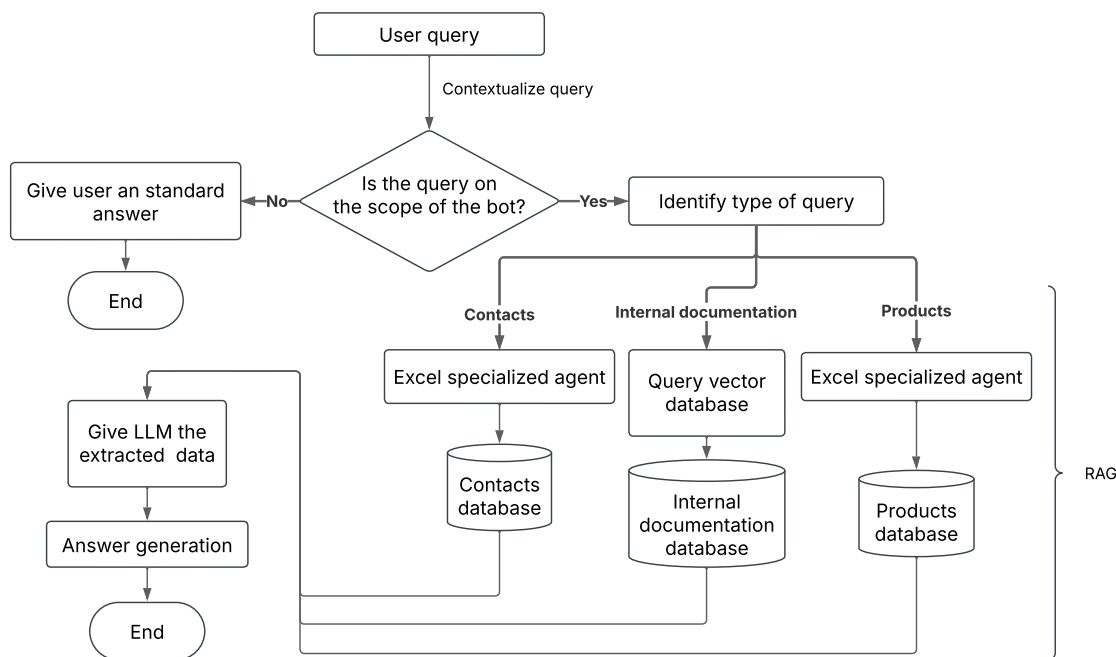 User query
Contextualize query
Is the query on
the scope of the bot?
No
Yes
Give user an standard
answer
End
Identify type of query
Contacts
Internal documentation
Products
Excel specialized agent
Query vector
database
Excel specialized agent
Contacts
database
Internal
documentation
database
Products
database
RAG
Give LLM the
extracted data
Answer generation
End